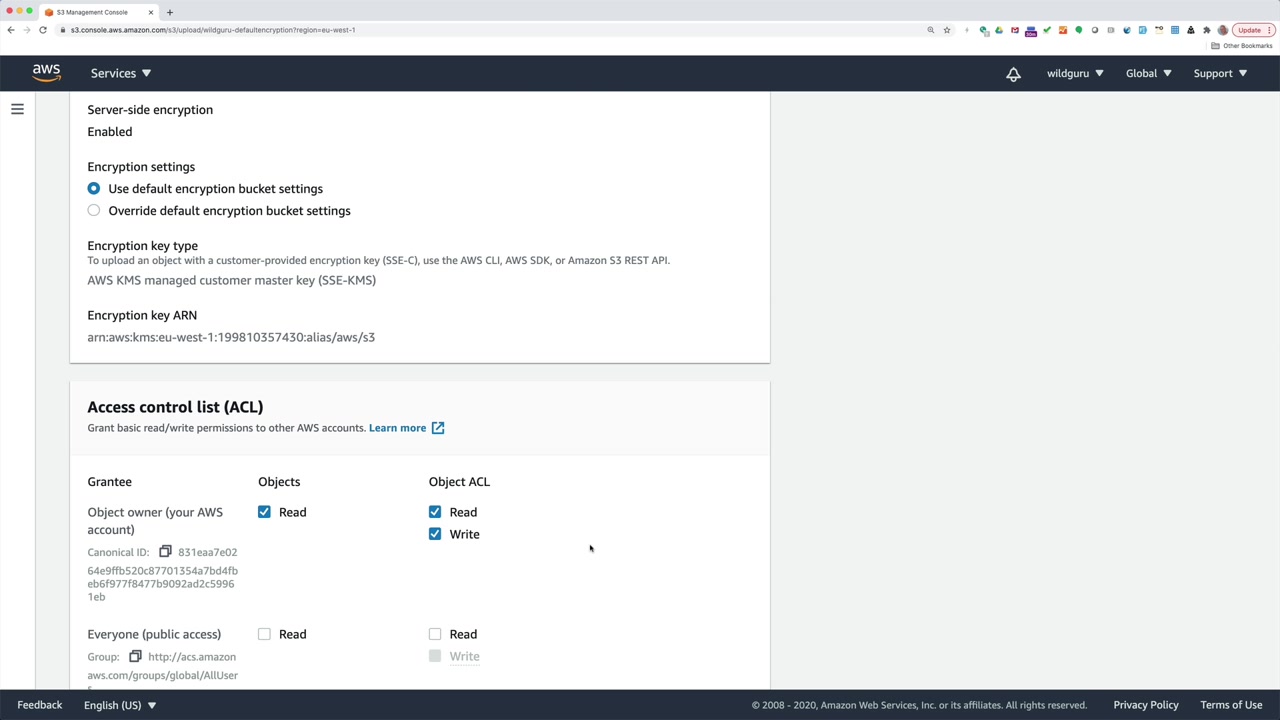 S3 Management Console
s3.console.aws.amazon.com/s3/upload/wildguru-defaultencryption?region=eu-west-1
Update
Other Bookmarks
aws
Services
wildguru
Global
Support
Server-side encryption
Enabled
Encryption settings
Use default encryption bucket settings
Override default encryption bucket settings
Encryption key type
To upload an object with a customer-provided encryption key (SSE-C), use the AWS CLI, AWS SDK, or Amazon S3 REST API.
AWS KMS managed customer master key (SSE-KMS)
Encryption key ARN
arn:aws:kms:eu-west-1:199810357430:alias/aws/s3
Access control list (ACL)
Grant basic read/write permissions to other AWS accounts. Learn more
Grantee Objects Object ACL
Object owner (your AWS Read Read
account) Write
Canonical ID: 831eaa7e02
64e9ffb520c87701354a7bd4fb
eb6f977f8477b9092ad2c5996
1eb
Everyone (public access) Read Read
Group: http://acs.amazon Write
aws.com/groups/global/AllUser
Feedback English (US) © 2008 - 2020, Amazon Web Services, Inc. or its affiliates. All rights reserved. Privacy Policy Terms of Use